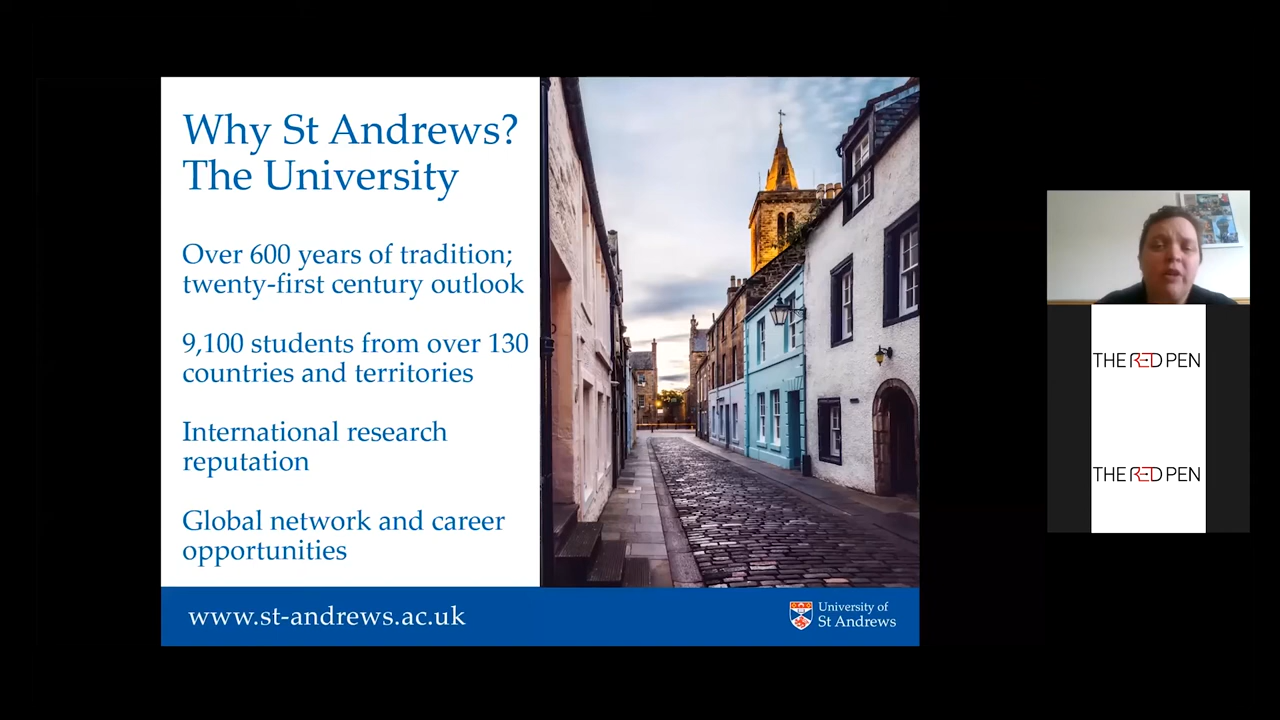 Why St Andrews?
The University
Over 600 years of tradition;
twenty-first century outlook
9,100 students from over 130
countries and territories
International research
reputation
Global network and career
opportunities
www.st-andrews.ac.uk
University of
St Andrews
THE RED PEN
THE RED PEN